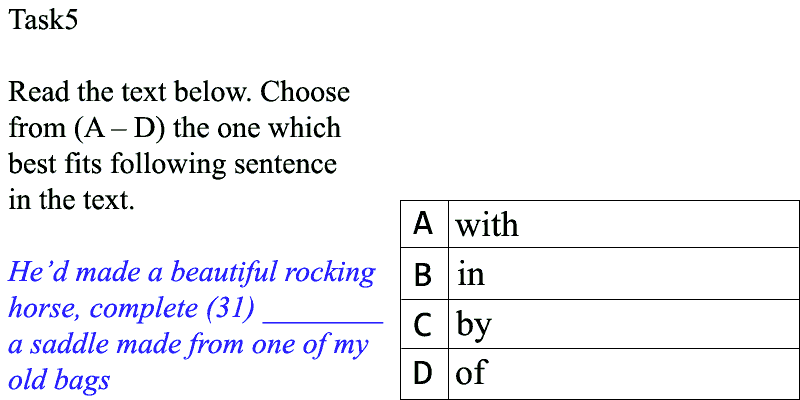 Task5
Read the text below. Choose
from (A – D) the one which
best fits following sentence
in the text.
He’d made a beautiful rocking
horse, complete (31) ________
a saddle made from one of my
old bags
A with
B in
C by
D of